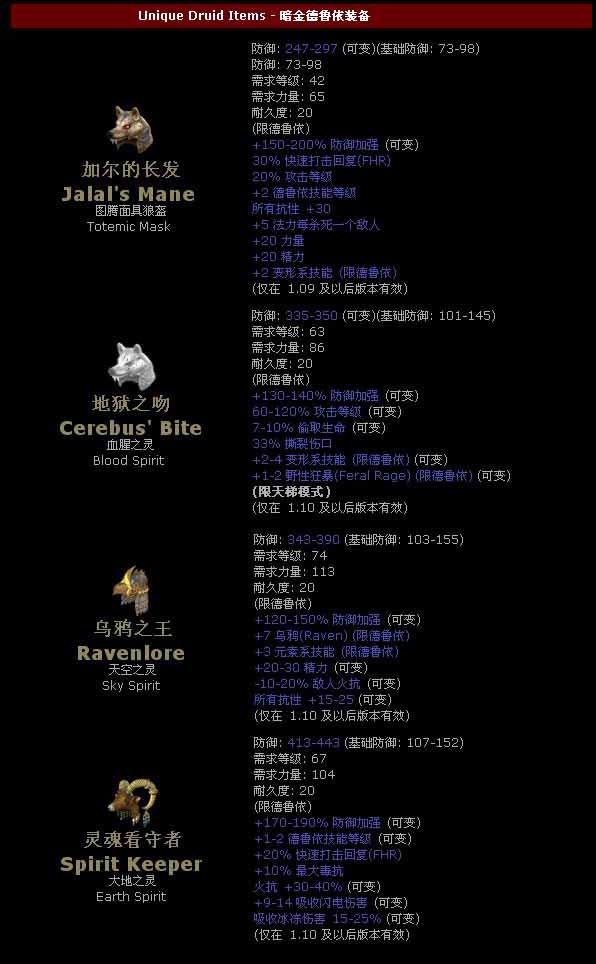 Unique Druid Items - 暗金德鲁依装备
加尔的长发
Jalal's Mane
图腾面具狼盔
Totemic Mask
防御: 247-297 (可变)(基础防御: 73-98)
防御: 73-98
需求等级: 42
需求力量: 65
耐久度: 20
(限德鲁依)
+150-200% 防御加强 (可变)
30% 快速打击回复(FHR)
20% 攻击等级
+2 德鲁依技能等级
所有抗性 +30
+5 法力每杀死一个敌人
+20 力量
+20 精力
+2 变形系技能 (限德鲁依)
(仅在 1.09 及以后版本有效)
地狱之吻
Cerebus' Bite
血腥之灵
Blood Spirit
防御: 335-350 (可变)(基础防御: 101-145)
需求等级: 63
需求力量: 86
耐久度: 20
(限德鲁依)
+130-140% 防御加强 (可变)
60-120% 攻击等级 (可变)
7-10% 偷取生命 (可变)
33% 撕裂伤口
+2-4 变形系技能 (限德鲁依) (可变)
+1-2 野性狂暴(Feral Rage) (限德鲁依) (可变)
(限天梯模式)
(仅在 1.10 及以后版本有效)
乌鸦之王
Ravenlore
天空之灵
Sky Spirit
防御: 343-390 (基础防御: 103-155)
需求等级: 74
需求力量: 113
耐久度: 20
(限德鲁依)
+120-150% 防御加强 (可变)
+7 乌鸦(Raven) (限德鲁依)
+3 元素系技能 (限德鲁依)
+20-30 精力 (可变)
-10-20% 敌人火抗 (可变)
所有抗性 +15-25 (可变)
(仅在 1.10 及以后版本有效)
灵魂看守者
Spirit Keeper
大地之灵
Earth Spirit
防御: 413-443 (基础防御: 107-152)
需求等级: 67
需求力量: 104
耐久度: 20
(限德鲁依)
+170-190% 防御加强 (可变)
+1-2 德鲁依技能等级 (可变)
+20% 快速打击回复(FHR)
+10% 最大毒抗
火抗 +30-40% (可变)
+9-14 吸收闪电伤害 (可变)
吸收冰冻伤害 15-25% (可变)
(仅在 1.10 及以后版本有效)